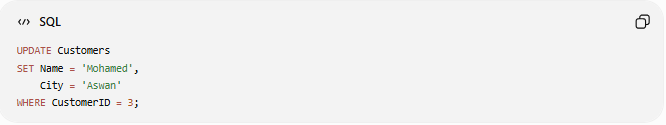 SQL
UPDATE Customers
SET Name = 'Mohamed',
    City = 'Aswan'
WHERE CustomerID = 3;